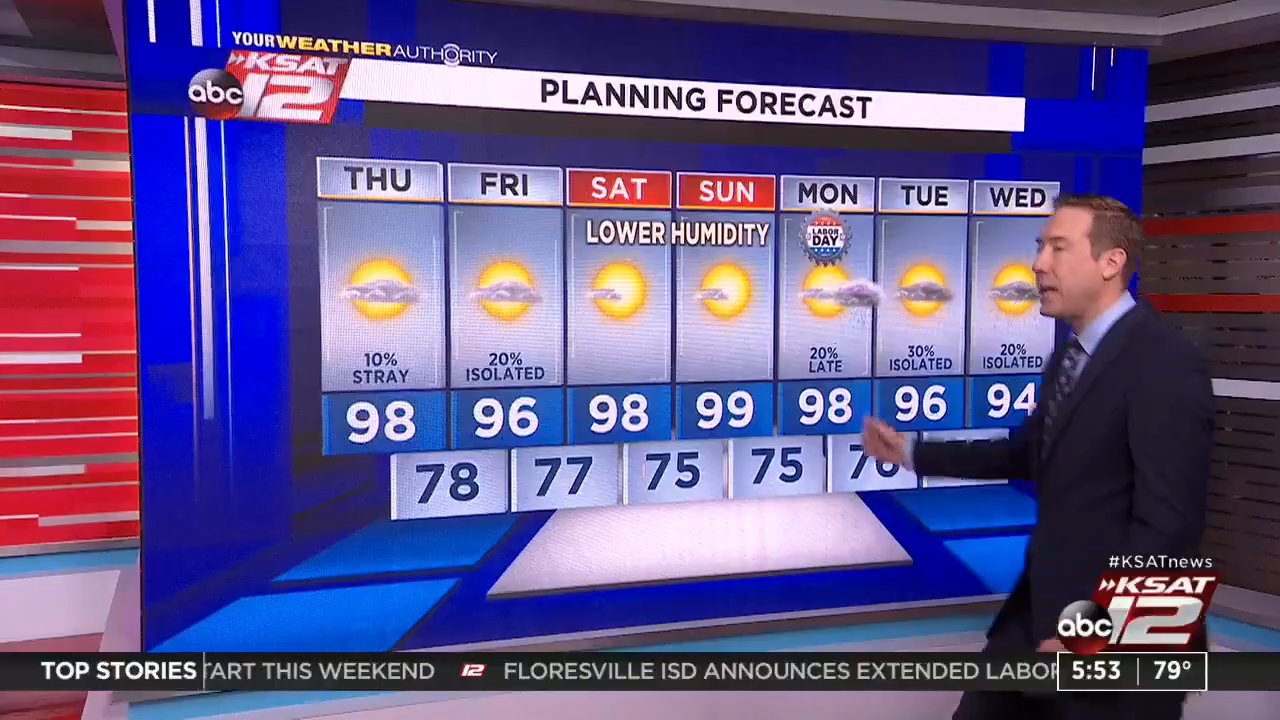 YOUR WEATHER AUTHORITY
KSAT
abc 12
PLANNING FORECAST
THU FRI SAT SUN MON TUE WED
LOWER HUMIDITY
LABOR
DAY
10% 20% 20% 30% 20%
STRAY ISOLATED LATE ISOLATED ISOLATED
98 96 98 99 98 96 94
78 77 75 75 76
#KSATnews
KSAT
abc 12
TOP STORIES TART THIS WEEKEND 12 FLORESVILLE ISD ANNOUNCES EXTENDED LABOR 5:53 79°